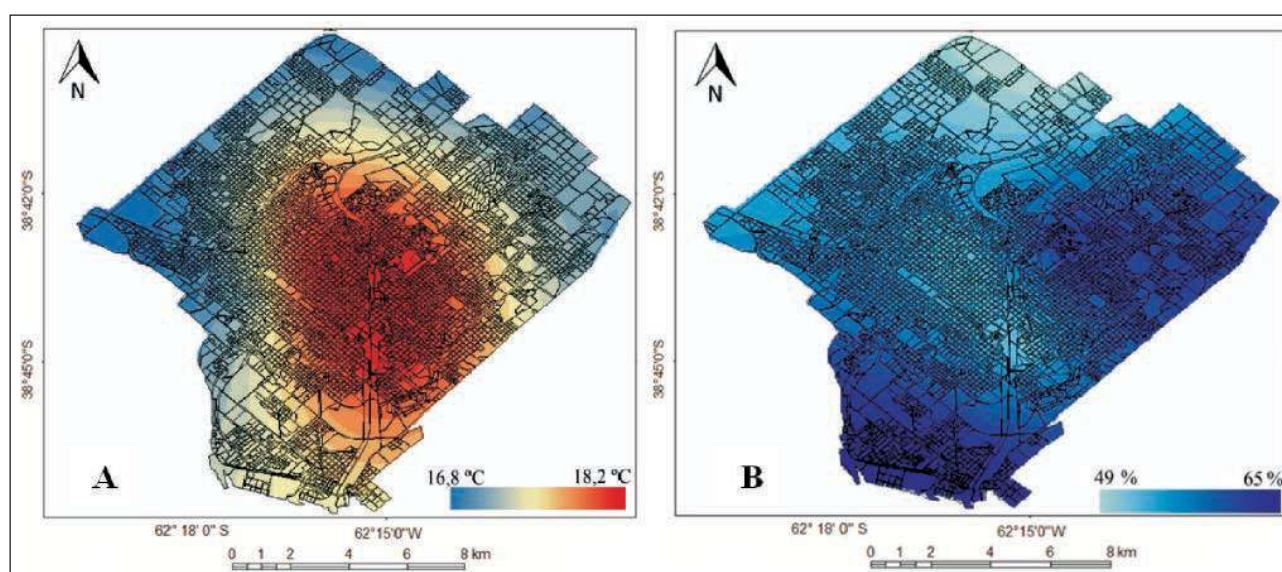 N
38°42'0"S
38°45'0"S
A
16,8 ºC
18,2 ºC
62° 18' 0" S
62°15'0"W
0 1 2 4 6 8 km
N
38°42'0"S
38°45'0"S
B
49 %
65 %
62° 18' 0" S
62°15'0"W
0 1 2 4 6 8 km